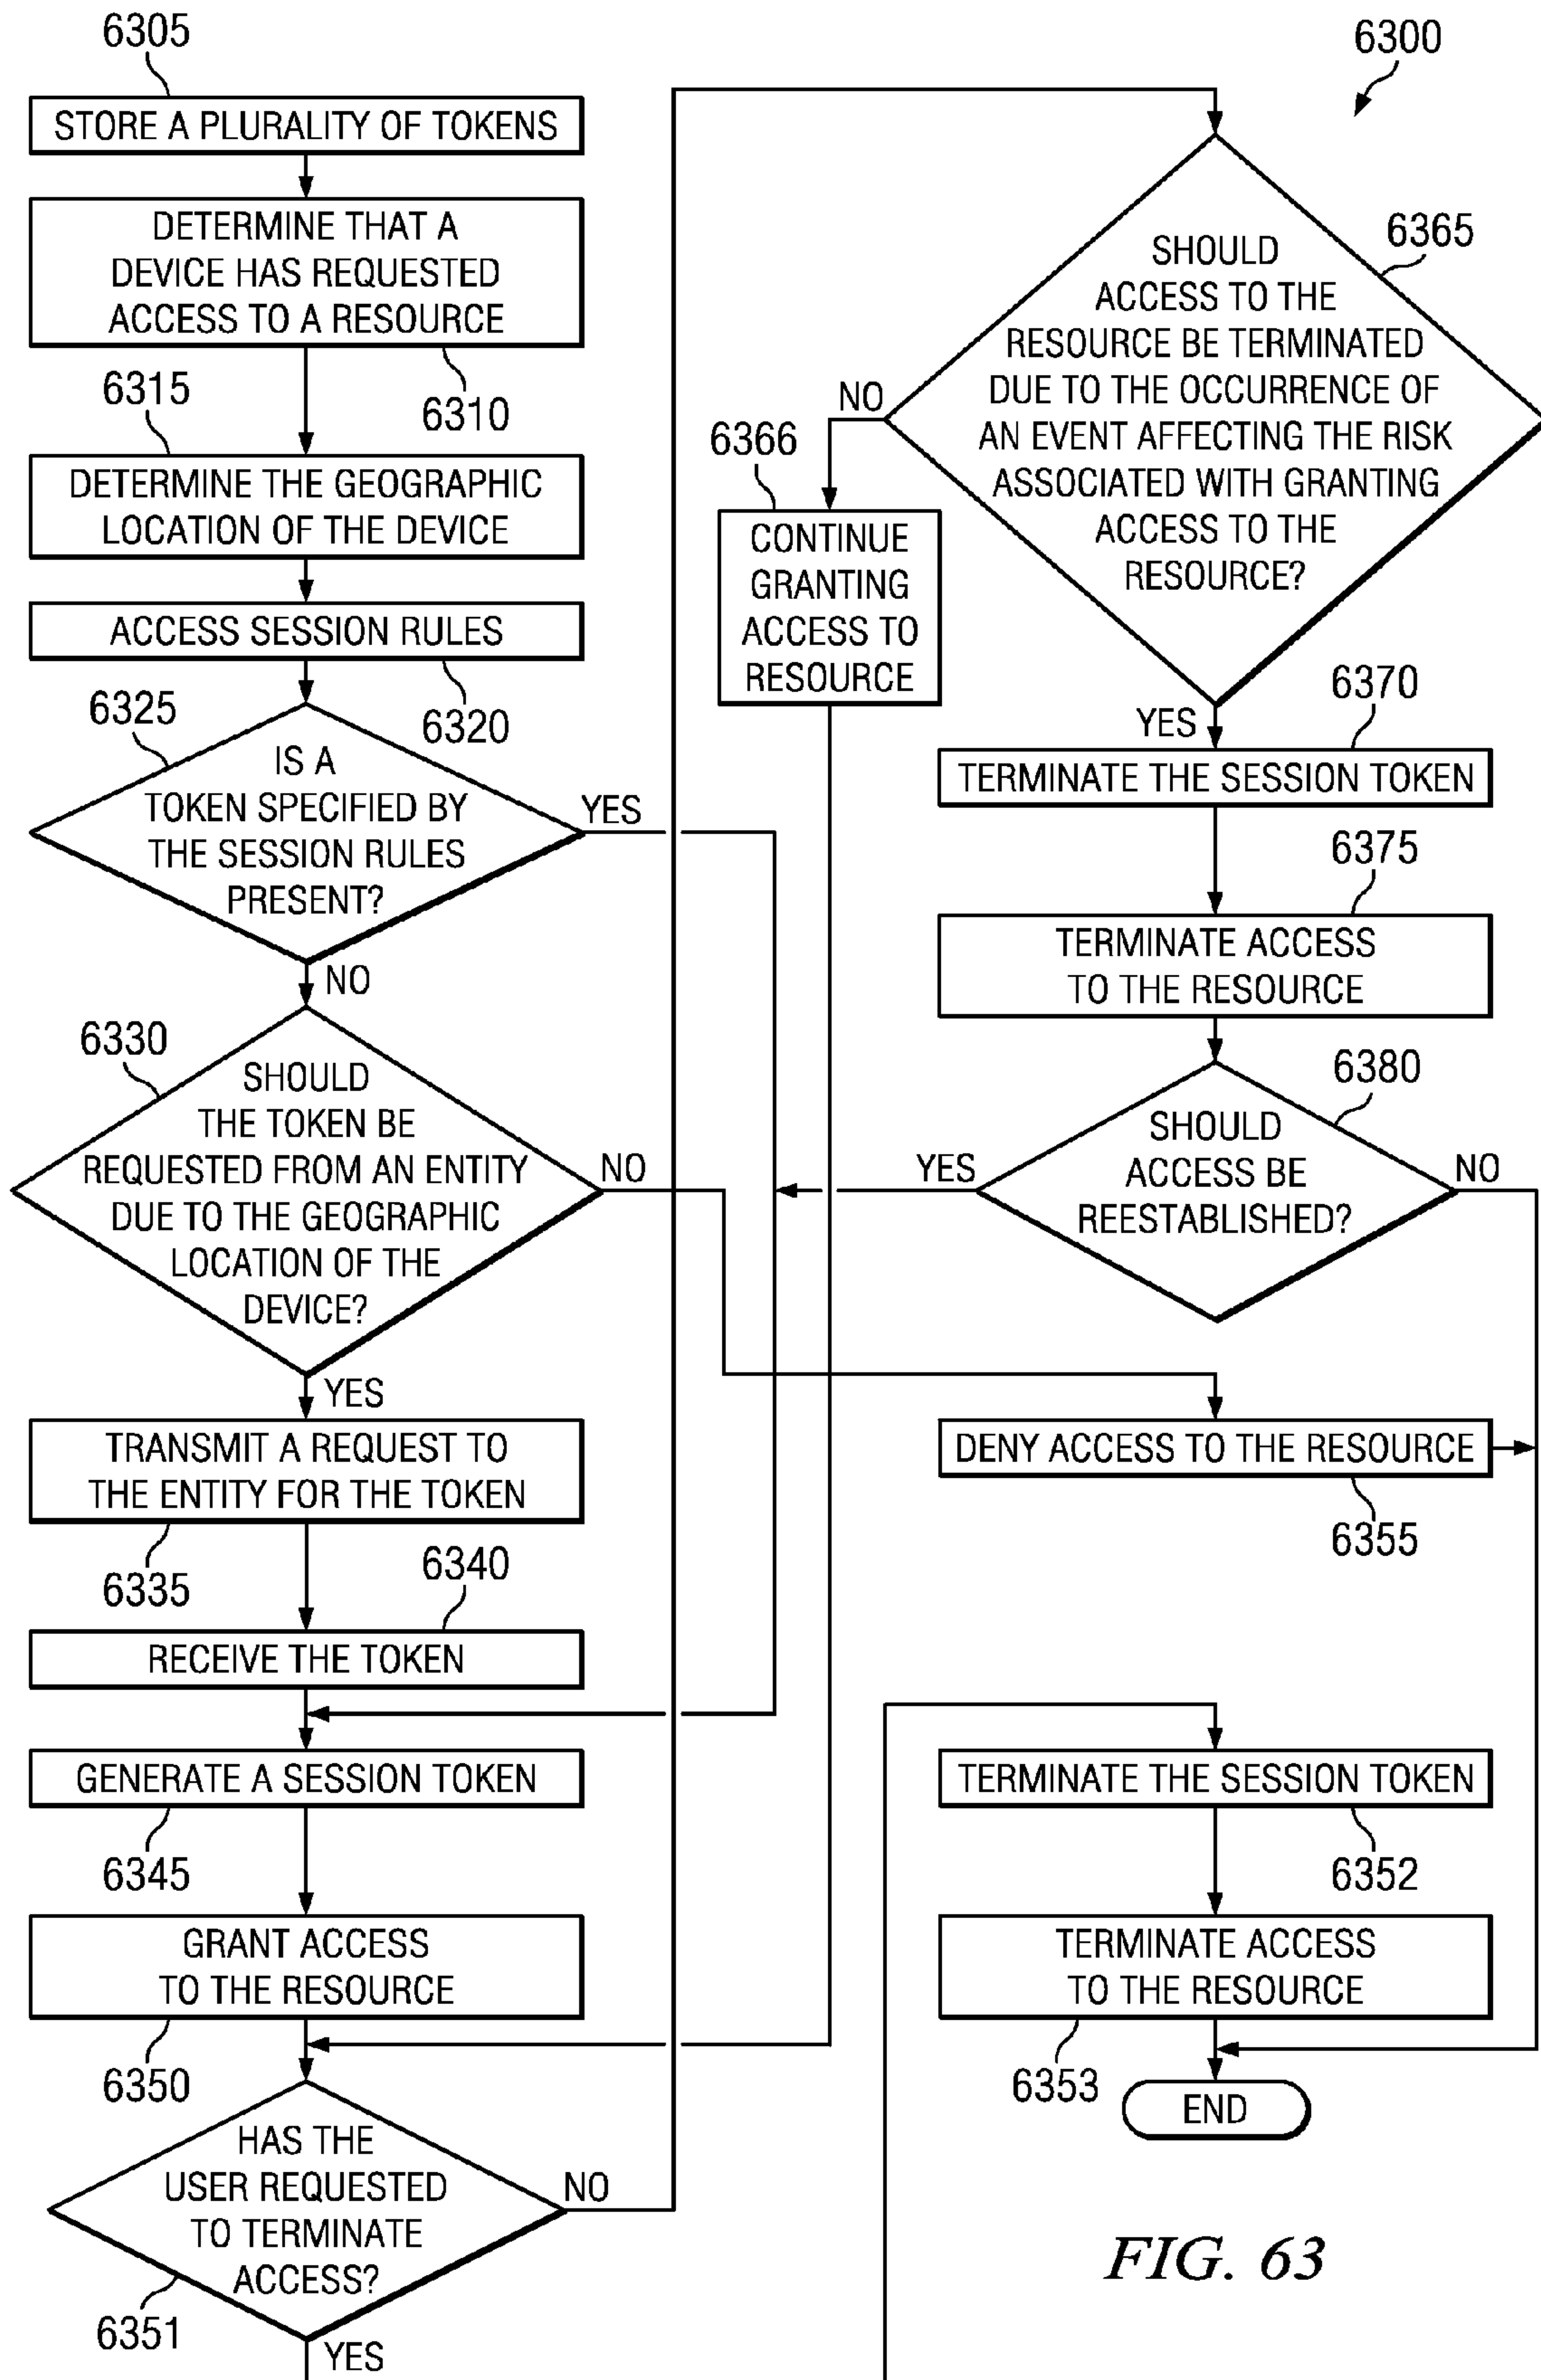 6305
STORE A PLURALITY OF TOKENS
DETERMINE THAT A
DEVICE HAS REQUESTED
ACCESS TO A RESOURCE
6310
6315
DETERMINE THE GEOGRAPHIC
LOCATION OF THE DEVICE
ACCESS SESSION RULES
6320
6325
IS A
TOKEN SPECIFIED BY
THE SESSION RULES
PRESENT?
YES
NO
6330
SHOULD
THE TOKEN BE
REQUESTED FROM AN ENTITY
DUE TO THE GEOGRAPHIC
LOCATION OF THE
DEVICE?
NO
YES
TRANSMIT A REQUEST TO
THE ENTITY FOR THE TOKEN
6335
6340
RECEIVE THE TOKEN
GENERATE A SESSION TOKEN
6345
GRANT ACCESS
TO THE RESOURCE
6350
HAS THE
USER REQUESTED
TO TERMINATE
ACCESS?
NO
6351
YES
6300
6365
SHOULD
ACCESS TO THE
RESOURCE BE TERMINATED
DUE TO THE OCCURRENCE OF
AN EVENT AFFECTING THE RISK
ASSOCIATED WITH GRANTING
ACCESS TO THE
RESOURCE?
NO
6366
CONTINUE
GRANTING
ACCESS TO
RESOURCE
YES
6370
TERMINATE THE SESSION TOKEN
6375
TERMINATE ACCESS
TO THE RESOURCE
6380
SHOULD
ACCESS BE
REESTABLISHED?
YES
NO
DENY ACCESS TO THE RESOURCE
6355
TERMINATE THE SESSION TOKEN
6352
TERMINATE ACCESS
TO THE RESOURCE
6353
END
FIG. 63